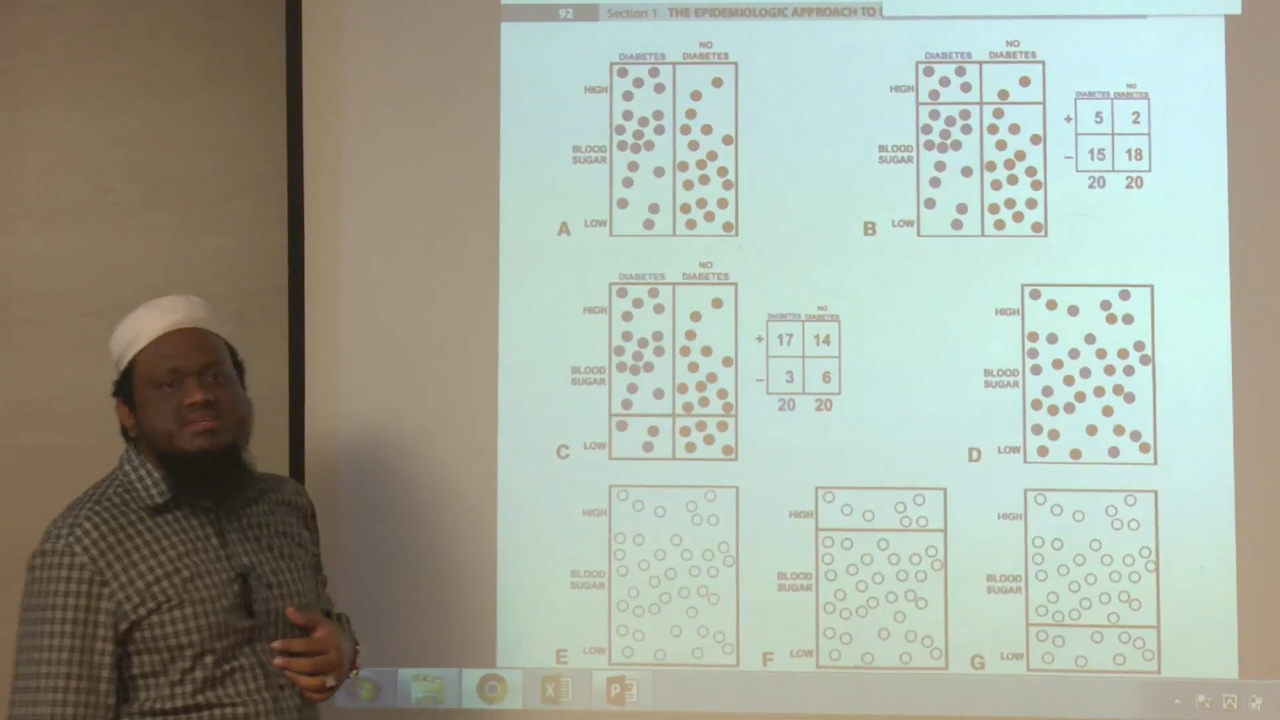 92 Section 1 THE EPIDEMIOLOGIC APPROACH TO
DIABETES NO DIABETES
HIGH
BLOOD SUGAR
LOW
A
DIABETES NO DIABETES
HIGH
BLOOD SUGAR
LOW
B
DIABETES NO DIABETES
+ 5 2
− 15 18
20 20
DIABETES NO DIABETES
HIGH
BLOOD SUGAR
LOW
C
DIABETES NO DIABETES
+ 17 14
− 3 6
20 20
HIGH
BLOOD SUGAR
LOW
D
HIGH
BLOOD SUGAR
LOW
E
HIGH
BLOOD SUGAR
LOW
F
HIGH
BLOOD SUGAR
LOW
G